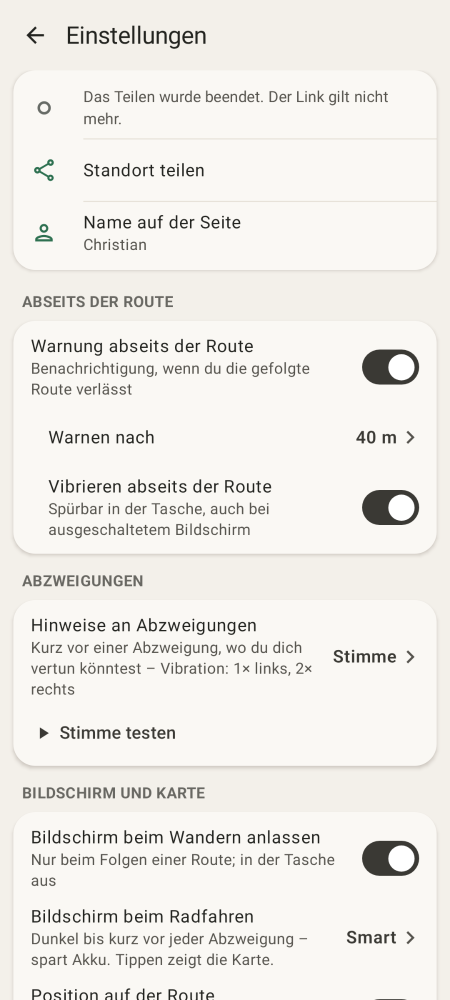 Einstellungen
Das Teilen wurde beendet. Der Link gilt nicht
mehr.
Standort teilen
Name auf der Seite
Christian
ABSEITS DER ROUTE
Warnung abseits der Route
Benachrichtigung, wenn du die gefolgte
Route verlässt
Warnen nach
40 m
Vibrieren abseits der Route
Spürbar in der Tasche, auch bei
ausgeschaltetem Bildschirm
ABZWEIGUNGEN
Hinweise an Abzweigungen
Kurz vor einer Abzweigung, wo du dich
vertun könntest – Vibration: 1× links, 2×
rechts
Stimme
Stimme testen
BILDSCHIRM UND KARTE
Bildschirm beim Wandern anlassen
Nur beim Folgen einer Route; in der Tasche
aus
Bildschirm beim Radfahren
Dunkel bis kurz vor jeder Abzweigung –
spart Akku. Tippen zeigt die Karte.
Smart
Position auf der Route